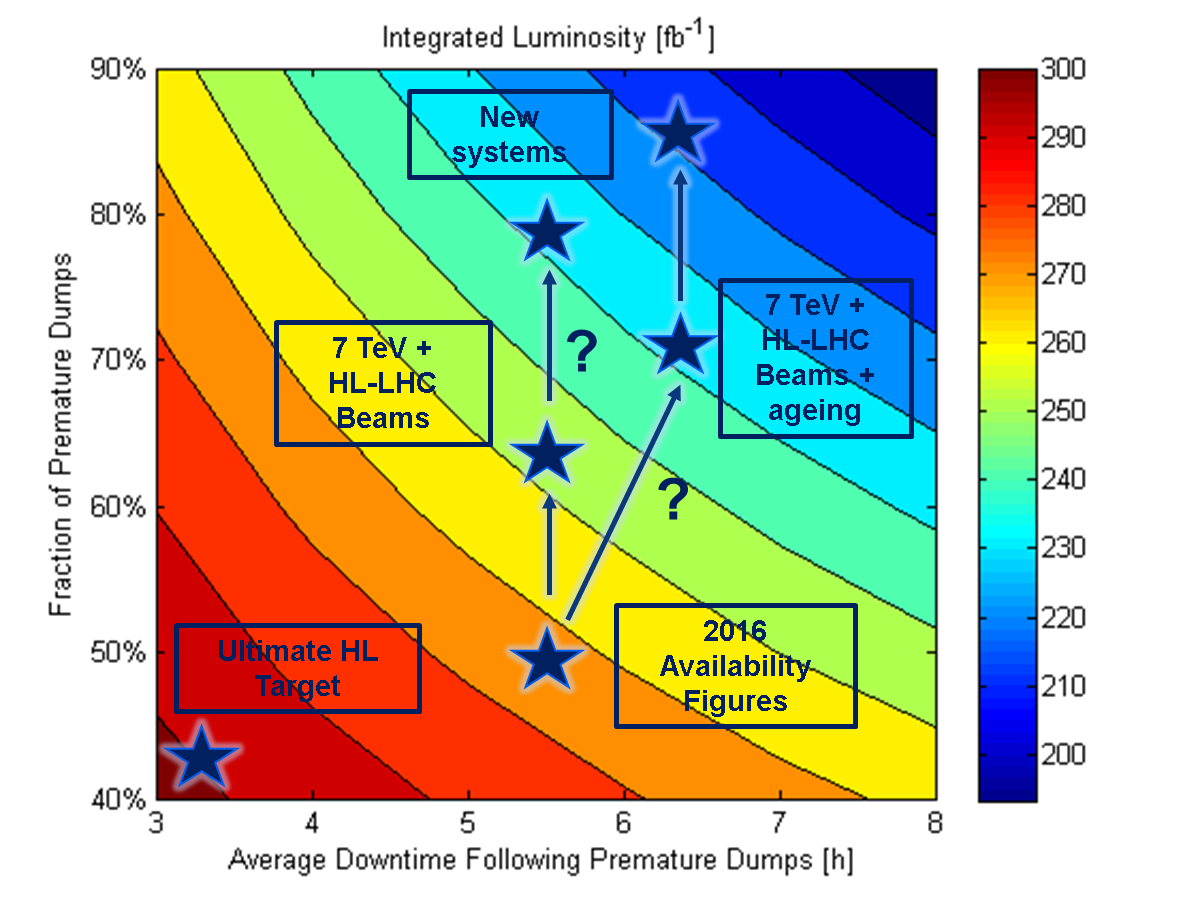 Integrated Luminosity [fb-1]
90%
80%
70%
60%
50%
40%
Fraction of Premature Dumps
New
systems
7 TeV +
HL-LHC
Beams
?
7 TeV +
HL-LHC
Beams +
ageing
?
Ultimate HL
Target
2016
Availability
Figures
3 4 5 6 7 8
Average Downtime Following Premature Dumps [h]
300
290
280
270
260
250
240
230
220
210
200